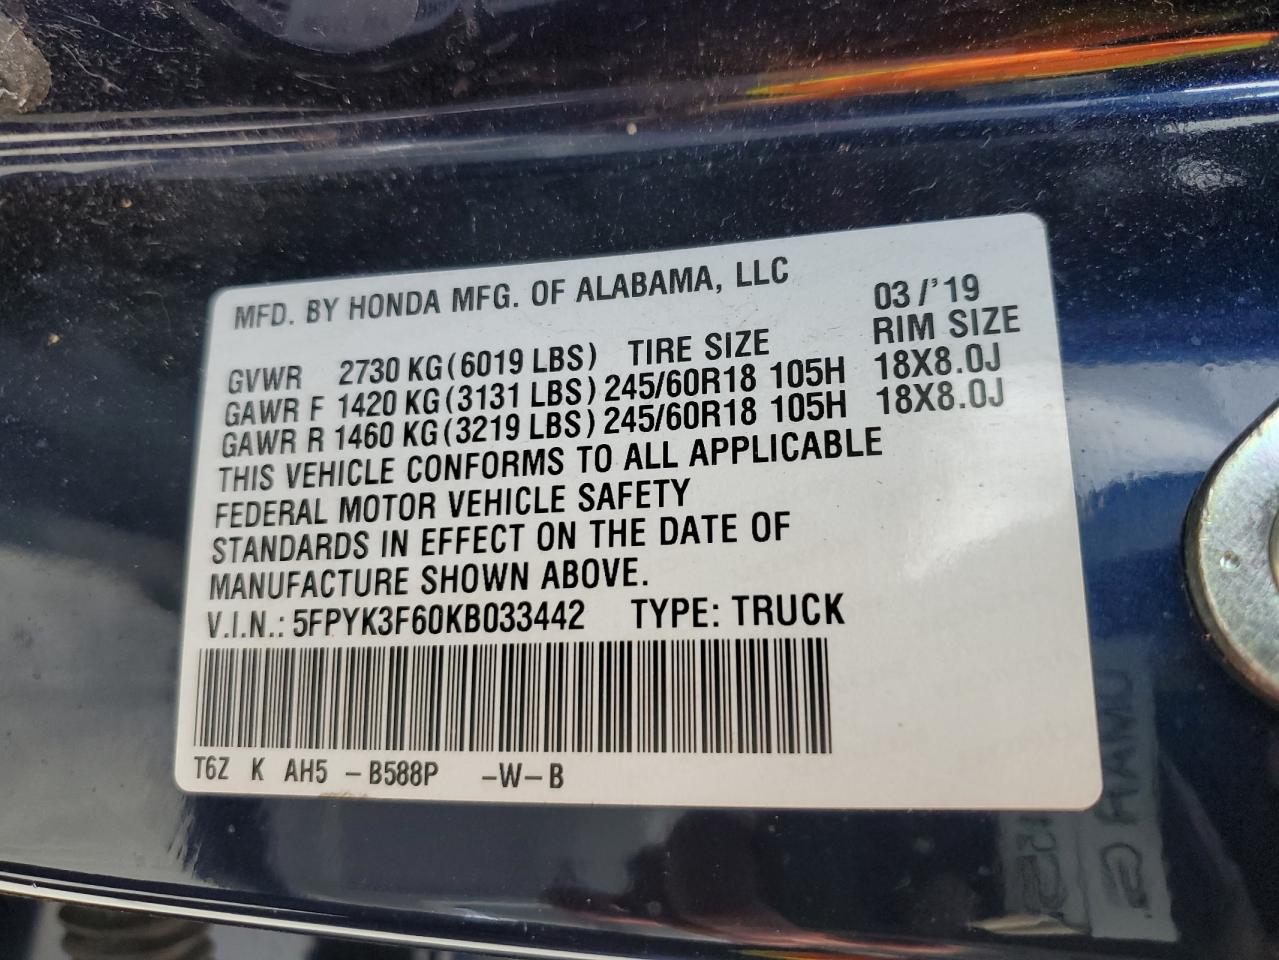 MFD. BY HONDA MFG. OF ALABAMA, LLC 03/'19
GVWR 2730 KG(6019 LBS) TIRE SIZE RIM SIZE
GAWR F 1420 KG(3131 LBS) 245/60R18 105H 18X8.0J
GAWR R 1460 KG(3219 LBS) 245/60R18 105H 18X8.0J
THIS VEHICLE CONFORMS TO ALL APPLICABLE
FEDERAL MOTOR VEHICLE SAFETY
STANDARDS IN EFFECT ON THE DATE OF
MANUFACTURE SHOWN ABOVE.
V.I.N.: 5FPYK3F60KB033442 TYPE: TRUCK
T6Z K AH5 -B588P -W-B